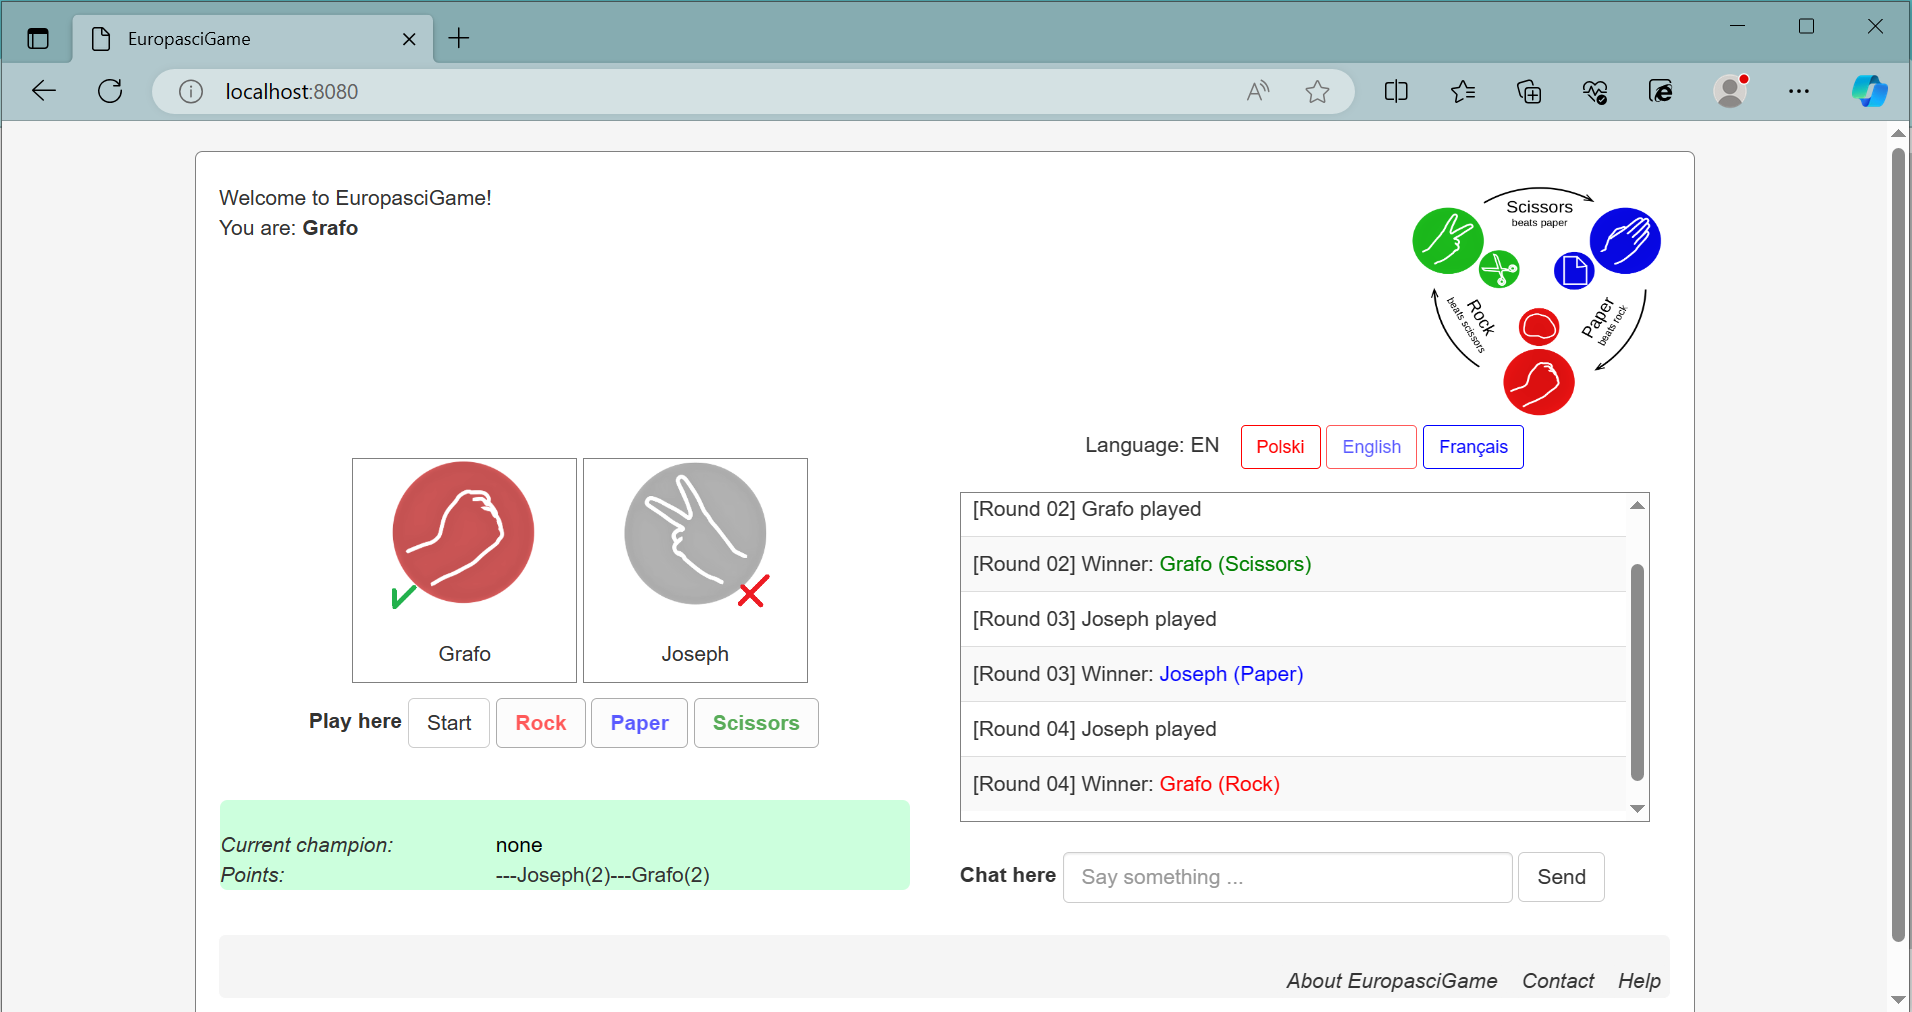 EuropasciGame
localhost:8080
Welcome to EuropasciGame!
You are: Grafo
Scissors
beats paper
Rock
beats scissors
Paper
beats rock
Language: EN
Polski
English
Français
Grafo
Joseph
Play here
Start
Rock
Paper
Scissors
[Round 02] Grafo played
[Round 02] Winner: Grafo (Scissors)
[Round 03] Joseph played
[Round 03] Winner: Joseph (Paper)
[Round 04] Joseph played
[Round 04] Winner: Grafo (Rock)
Current champion: none
Points: ---Joseph(2)---Grafo(2)
Chat here
Say something ...
Send
About EuropasciGame Contact Help